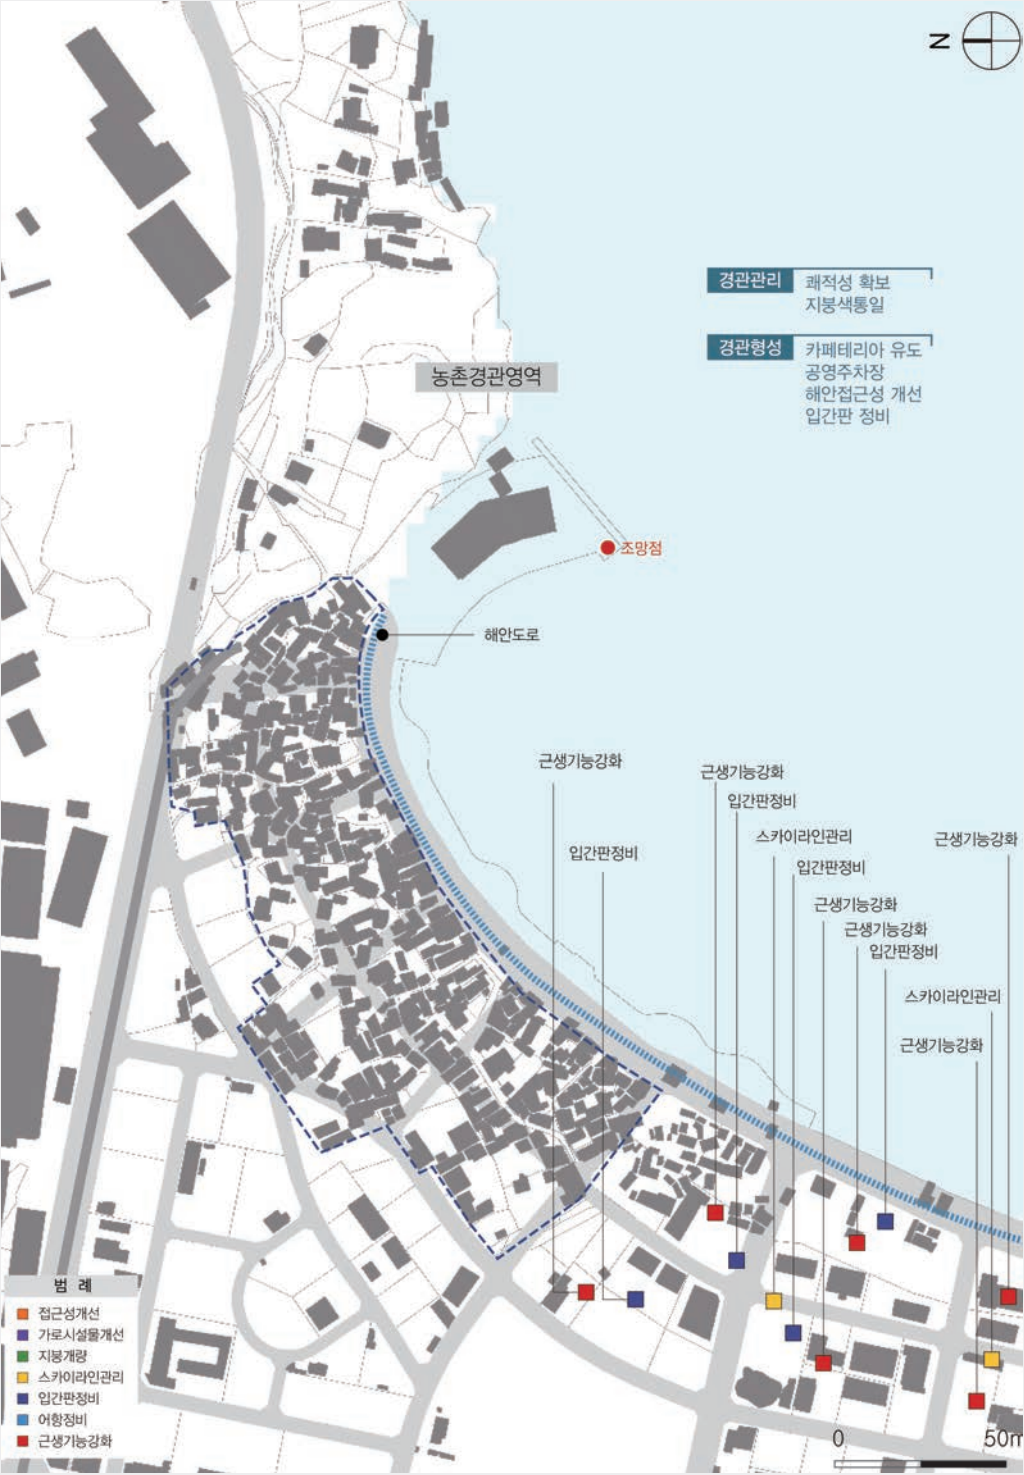 N
경관관리
쾌적성 확보
지붕색통일
경관형성
카페테리아 유도
공영주차장
해안접근성 개선
입간판 정비
농촌경관영역
조망점
해안도로
근생기능강화
근생기능강화
입간판정비
스카이라인관리
근생기능강화
입간판정비
입간판정비
근생기능강화
근생기능강화
입간판정비
스카이라인관리
근생기능강화
범 례
접근성개선
가로시설물개선
지붕개량
스카이라인관리
입간판정비
어항정비
근생기능강화
0 50m